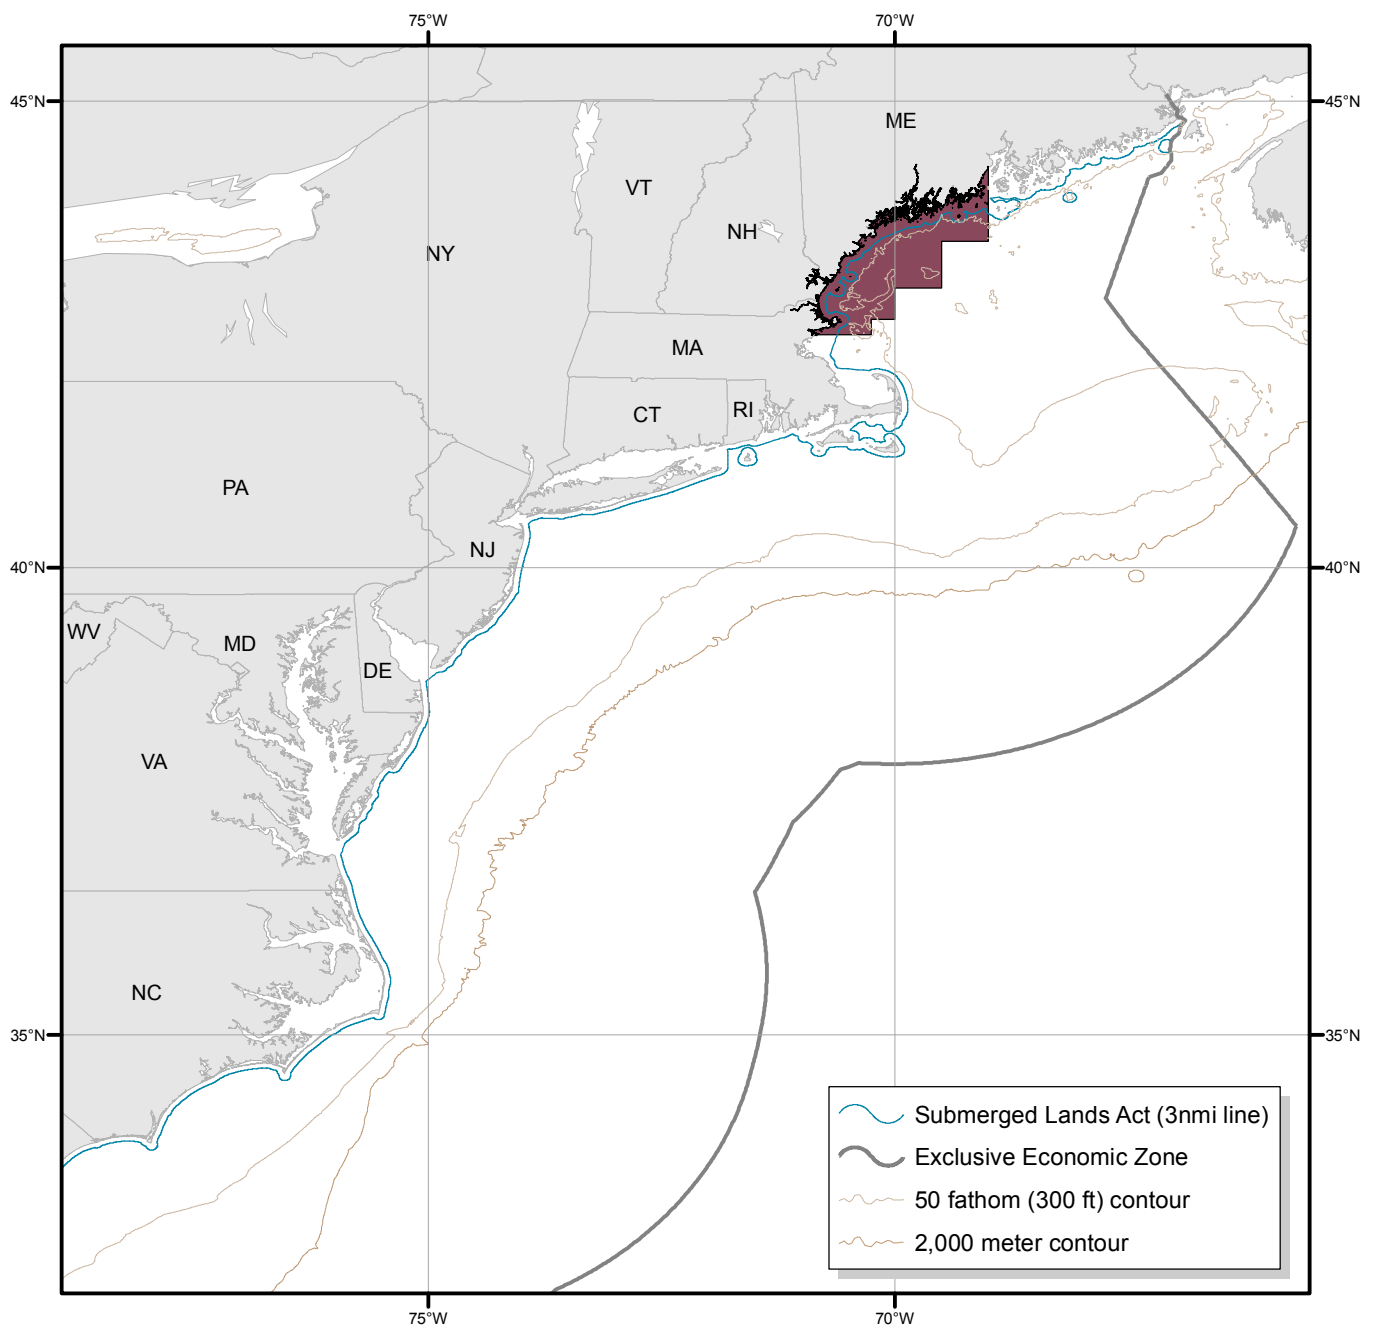 75°W 70°W
45°N 45°N
ME
VT
NH
NY
MA
CT RI
PA
NJ
40°N 40°N
WV
MD
DE
VA
NC
35°N 35°N
Submerged Lands Act (3nmi line)
Exclusive Economic Zone
50 fathom (300 ft) contour
2,000 meter contour
75°W 70°W